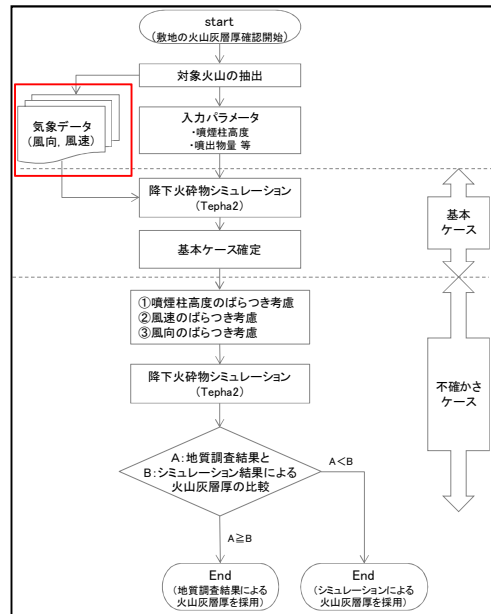 start
(敷地の火山灰層厚確認開始)
対象火山の抽出
気象データ
(風向, 風速)
入力パラメータ
・噴煙柱高度
・噴出物量 等
降下火砕物シミュレーション
(Tepha2)
基本ケース確定
基本
ケース
①噴煙柱高度のばらつき考慮
②風速のばらつき考慮
③風向のばらつき考慮
降下火砕物シミュレーション
(Tepha2)
不確かさ
ケース
A:地質調査結果と
B:シミュレーション結果による
火山灰層厚の比較
A<B
A≧B
End
(地質調査結果による
火山灰層厚を採用)
End
(シミュレーションによる
火山灰層厚を採用)